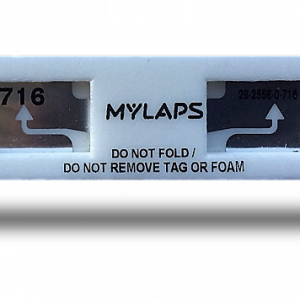 716
MYLAPS
DO NOT FOLD /
DO NOT REMOVE TAG OR FOAM